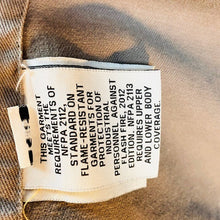 THIS GARMENT
MEETS THE
REQUIREMENTS OF
NFPA 2112,
STANDARD ON
FLAME RESISTANT
GARMENTS FOR
PROTECTION OF
INDUSTRIAL
PERSONNEL AGAINST
FLASH FIRE, 2012
EDITION. NFPA 2113
REQUIRES UPPER
AND LOWER BODY
COVERAGE.